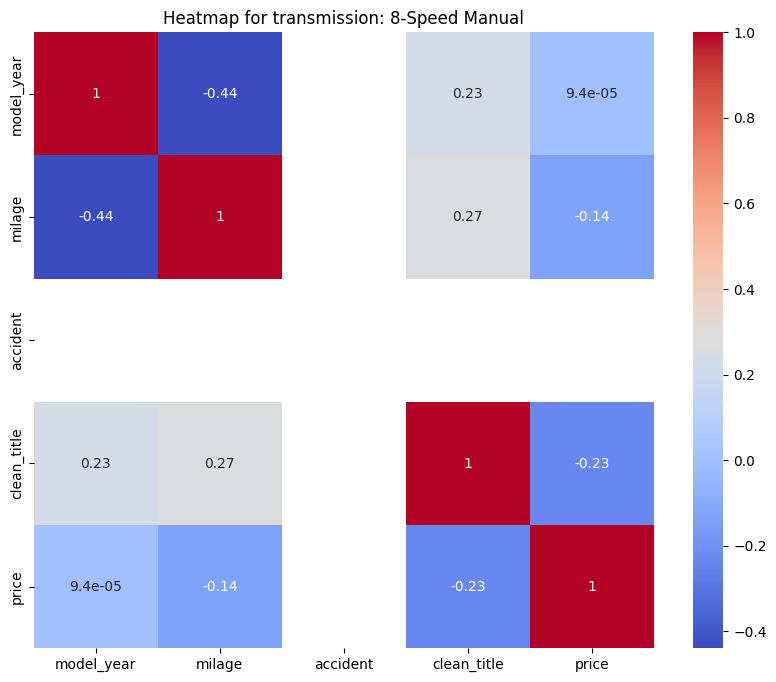 Heatmap for transmission: 8-Speed Manual
model_year
1
-0.44
0.23
9.4e-05
milage
-0.44
1
0.27
-0.14
accident
clean_title
0.23
0.27
1
-0.23
price
9.4e-05
-0.14
-0.23
1
model_year
milage
accident
clean_title
price
1.0
0.8
0.6
0.4
0.2
0.0
−0.2
−0.4